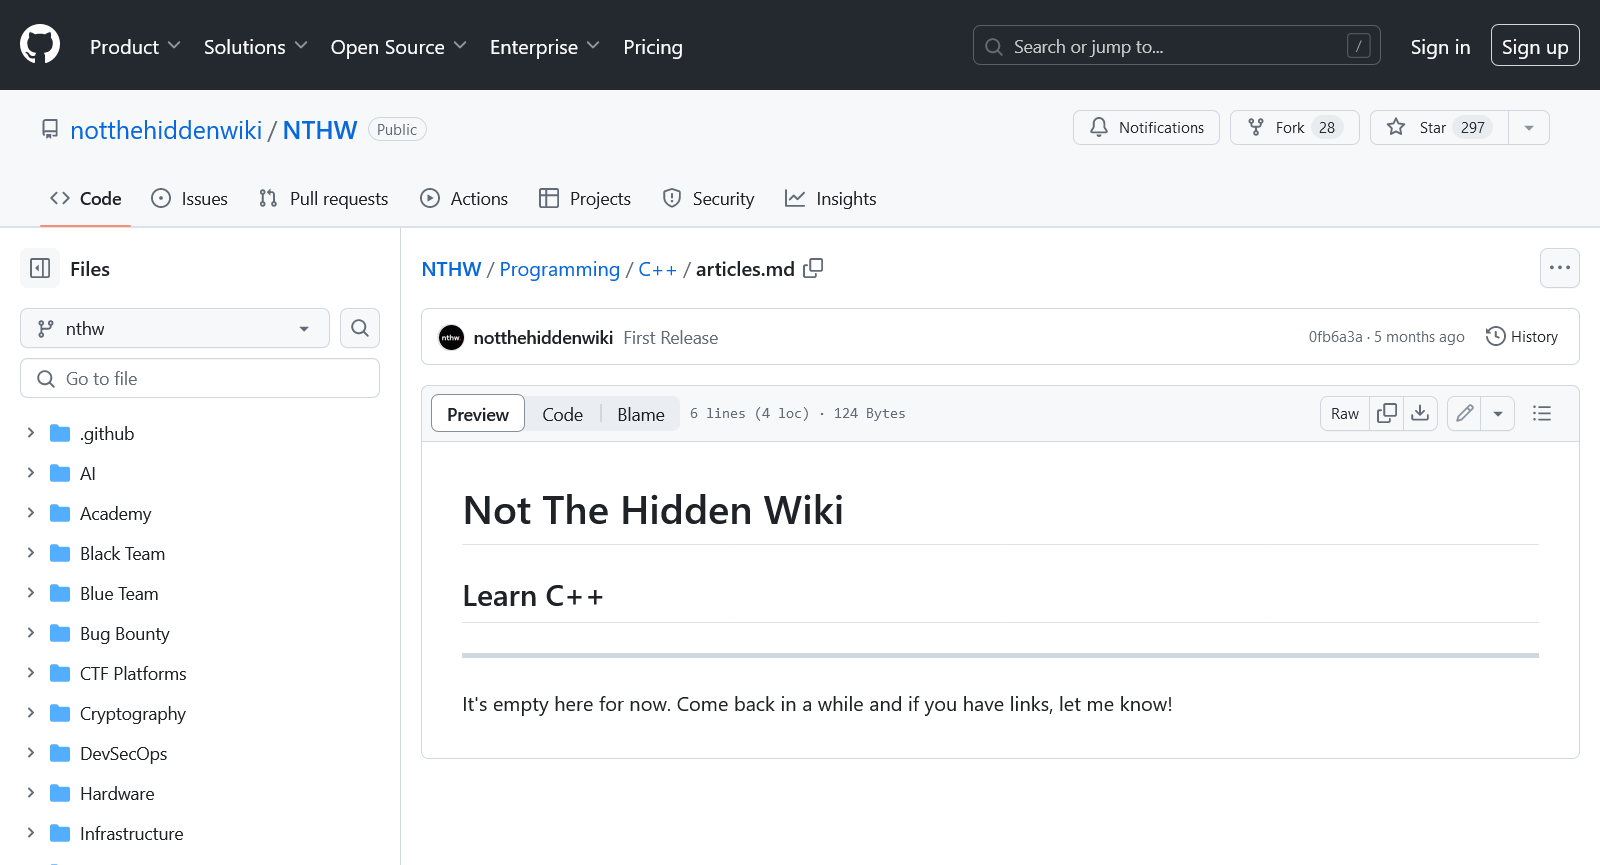 Product Solutions Open Source Enterprise Pricing Search or jump to... / Sign in Sign up
notthehiddenwiki / NTHW Public Notifications Fork 28 Star 297
Code Issues Pull requests Actions Projects Security Insights
Files
nthw
Go to file
.github
AI
Academy
Black Team
Blue Team
Bug Bounty
CTF Platforms
Cryptography
DevSecOps
Hardware
Infrastructure
NTHW / Programming / C++ / articles.md
nthw notthehiddenwiki First Release 0fb6a3a · 5 months ago History
Preview Code Blame 6 lines (4 loc) · 124 Bytes Raw
Not The Hidden Wiki
Learn C++
It's empty here for now. Come back in a while and if you have links, let me know!